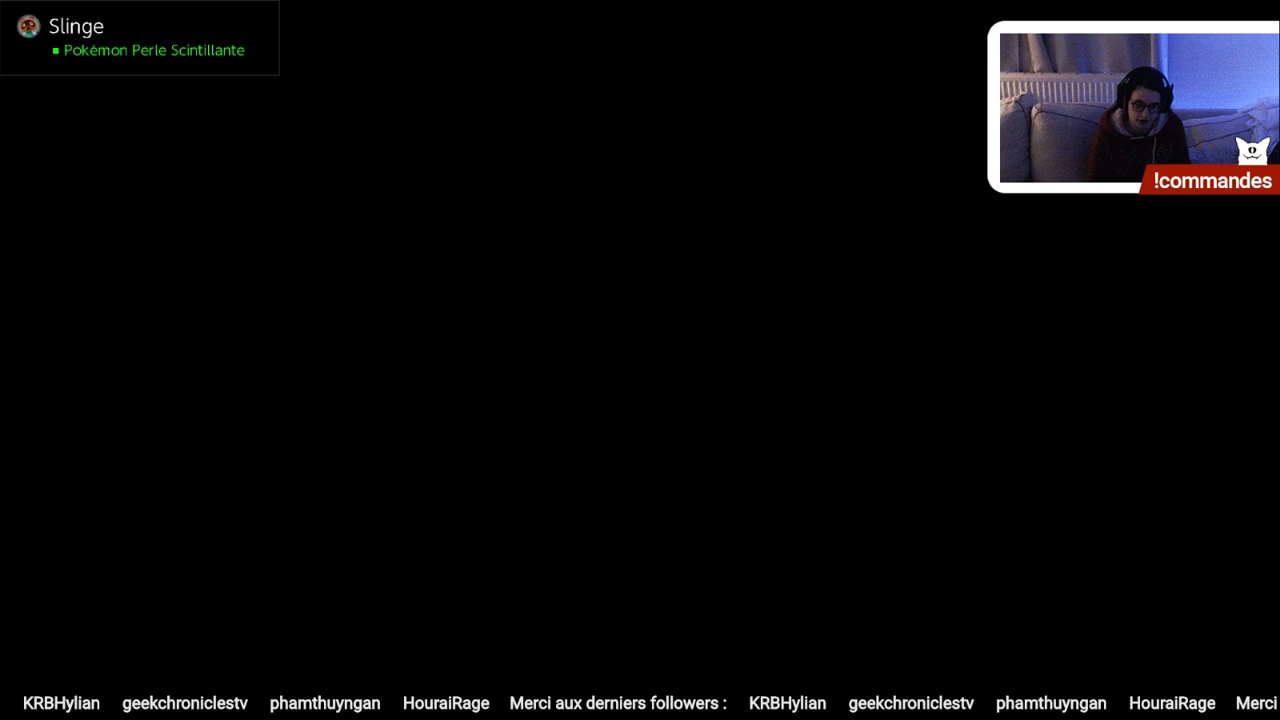 Slinge
Pokémon Perle Scintillante
!commandes
KRBHylian geekchroniclestv phamthuyngan HouraiRage Merci aux derniers followers : KRBHylian geekchroniclestv phamthuyngan HouraiRage Merci